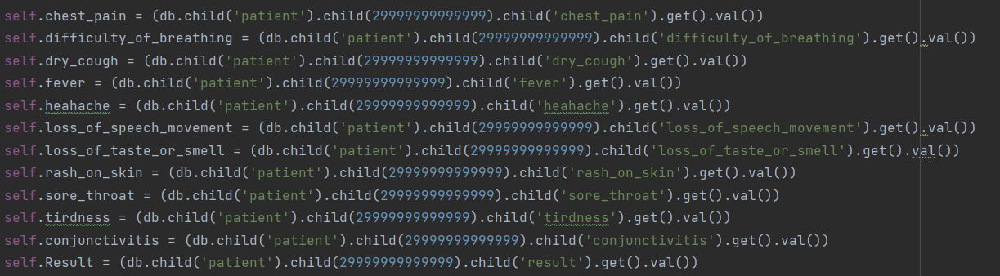 self.chest_pain = (db.child('patient').child(29999999999999).child('chest_pain').get().val())
self.difficulty_of_breathing = (db.child('patient').child(29999999999999).child('difficulty_of_breathing').get().val())
self.dry_cough = (db.child('patient').child(29999999999999).child('dry_cough').get().val())
self.fever = (db.child('patient').child(29999999999999).child('fever').get().val())
self.heahache = (db.child('patient').child(29999999999999).child('heahache').get().val())
self.loss_of_speech_movement = (db.child('patient').child(29999999999999).child('loss_of_speech_movement').get().val())
self.loss_of_taste_or_smell = (db.child('patient').child(29999999999999).child('loss_of_taste_or_smell').get().val())
self.rash_on_skin = (db.child('patient').child(29999999999999).child('rash_on_skin').get().val())
self.sore_throat = (db.child('patient').child(29999999999999).child('sore_throat').get().val())
self.tirdness = (db.child('patient').child(29999999999999).child('tirdness').get().val())
self.conjunctivitis = (db.child('patient').child(29999999999999).child('conjunctivitis').get().val())
self.Result = (db.child('patient').child(29999999999999).child('result').get().val())